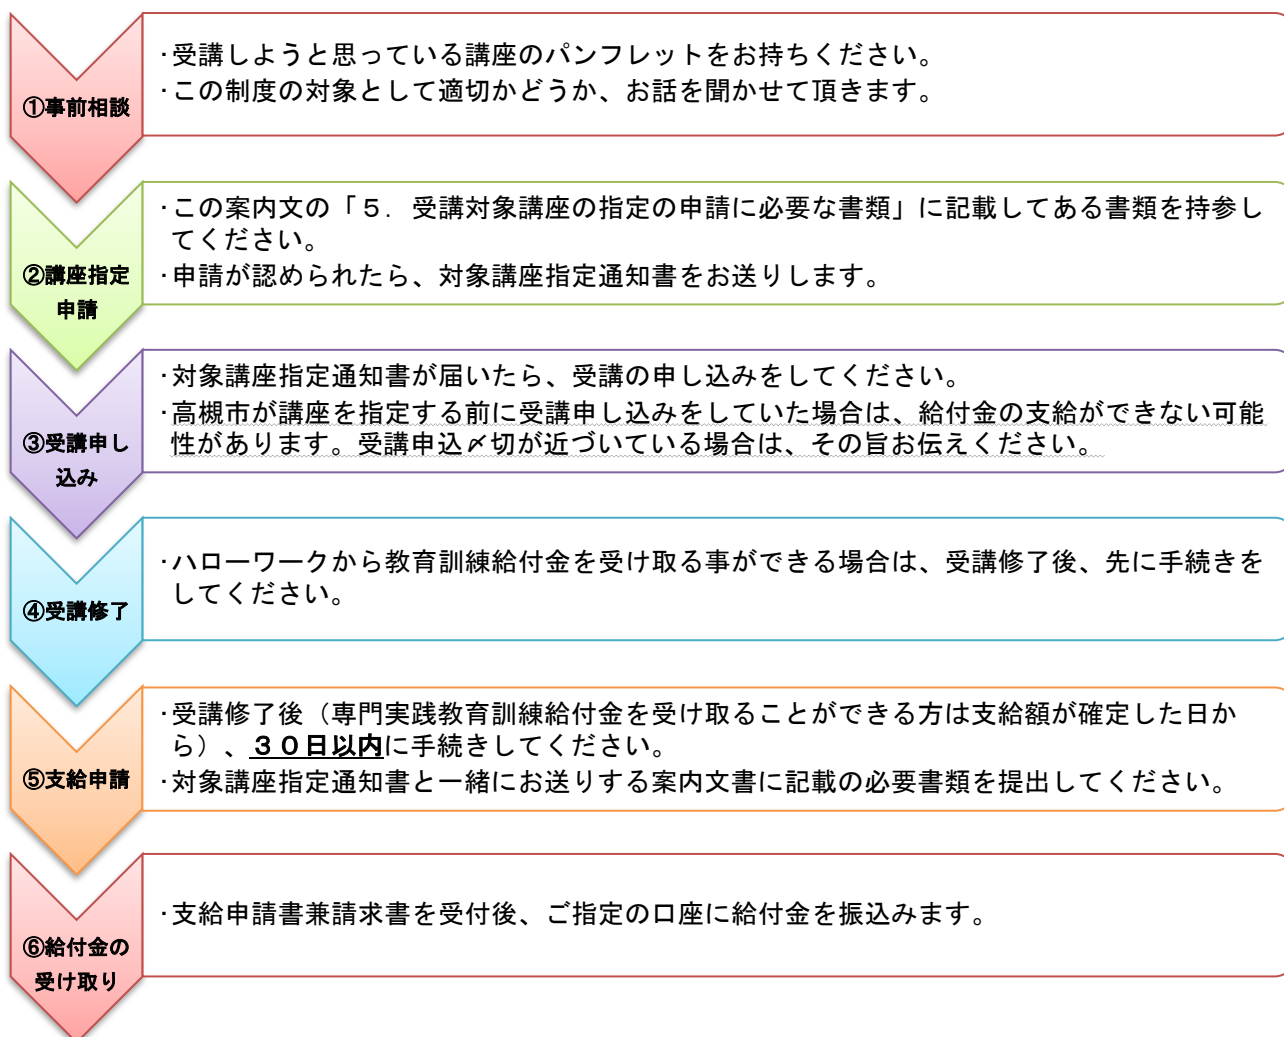 ①事前相談
・受講しようと思っている講座のパンフレットをお持ちください。
・この制度の対象として適切かどうか、お話を聞かせて頂きます。
②講座指定
申請
・この案内文の「５．受講対象講座の指定の申請に必要な書類」に記載してある書類を持参し
てください。
・申請が認められたら、対象講座指定通知書をお送りします。
③受講申し
込み
・対象講座指定通知書が届いたら、受講の申し込みをしてください。
・高槻市が講座を指定する前に受講申し込みをしていた場合は、給付金の支給ができない可能
性があります。受講申込〆切が近づいている場合は、その旨お伝えください。
④受講修了
・ハローワークから教育訓練給付金を受け取る事ができる場合は、受講修了後、先に手続きを
してください。
⑤支給申請
・受講修了後（専門実践教育訓練給付金を受け取ることができる方は支給額が確定した日か
ら）、３０日以内に手続きしてください。
・対象講座指定通知書と一緒にお送りする案内文書に記載の必要書類を提出してください。
⑥給付金の
受け取り
・支給申請書兼請求書を受付後、ご指定の口座に給付金を振込みます。